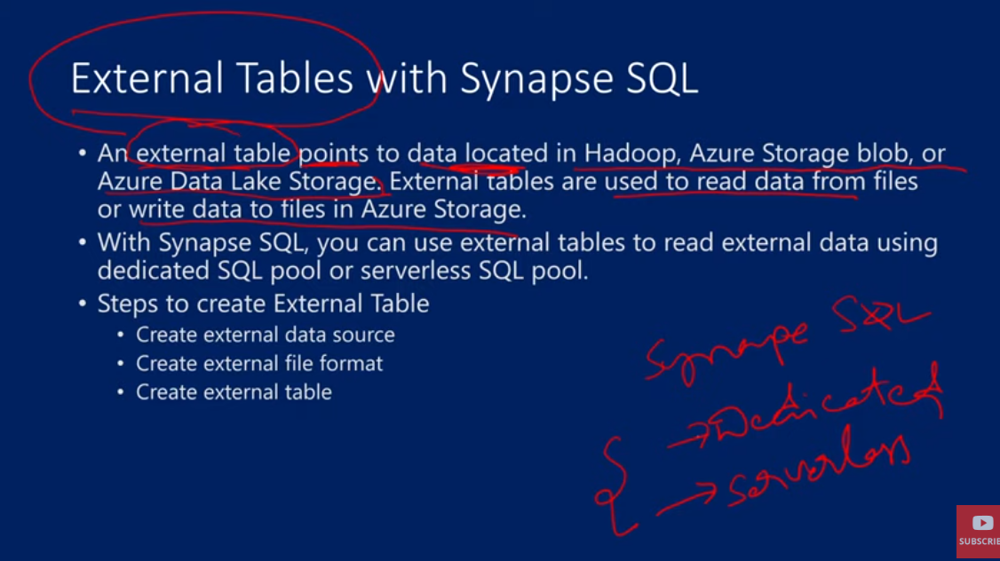 External Tables with Synapse SQL
• An external table points to data located in Hadoop, Azure Storage blob, or
Azure Data Lake Storage. External tables are used to read data from files
or write data to files in Azure Storage.
• With Synapse SQL, you can use external tables to read external data using
dedicated SQL pool or serverless SQL pool.
• Steps to create External Table
• Create external data source
• Create external file format
• Create external table
Synapse SQL
→ Dedicated
→ serverless
SUBSCRIB